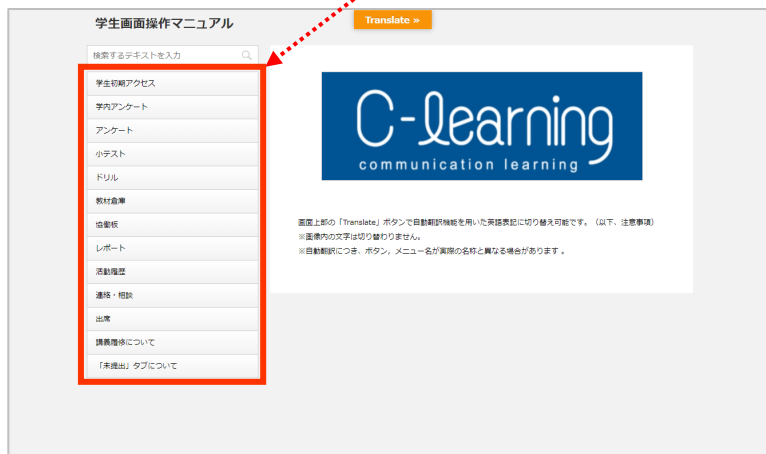 学生画面操作マニュアル
Translate »
検索するテキストを入力
学生初期アクセス
学内アンケート
アンケート
小テスト
ドリル
教材倉庫
協働板
レポート
活動履歴
連絡・相談
出席
講義履修について
「未提出」タブについて
C-learning
communication learning
画面上部の「Translate」ボタンで自動翻訳機能を用いた英語表記に切り替え可能です。（以下、注意事項）
※画像内の文字は切り替わりません。
※自動翻訳につき、ボタン，メニュー名が実際の名称と異なる場合があります 。